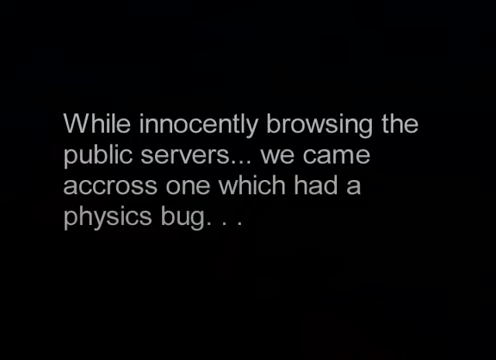 While innocently browsing the
public servers... we came
accross one which had a
physics bug. . .